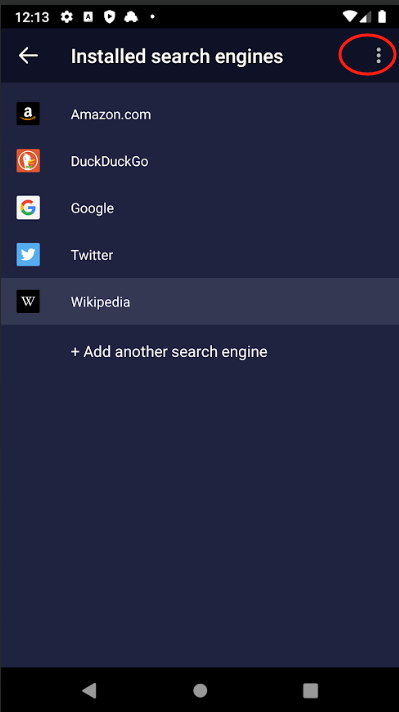 12:13
Installed search engines
Amazon.com
DuckDuckGo
Google
Twitter
Wikipedia
+ Add another search engine